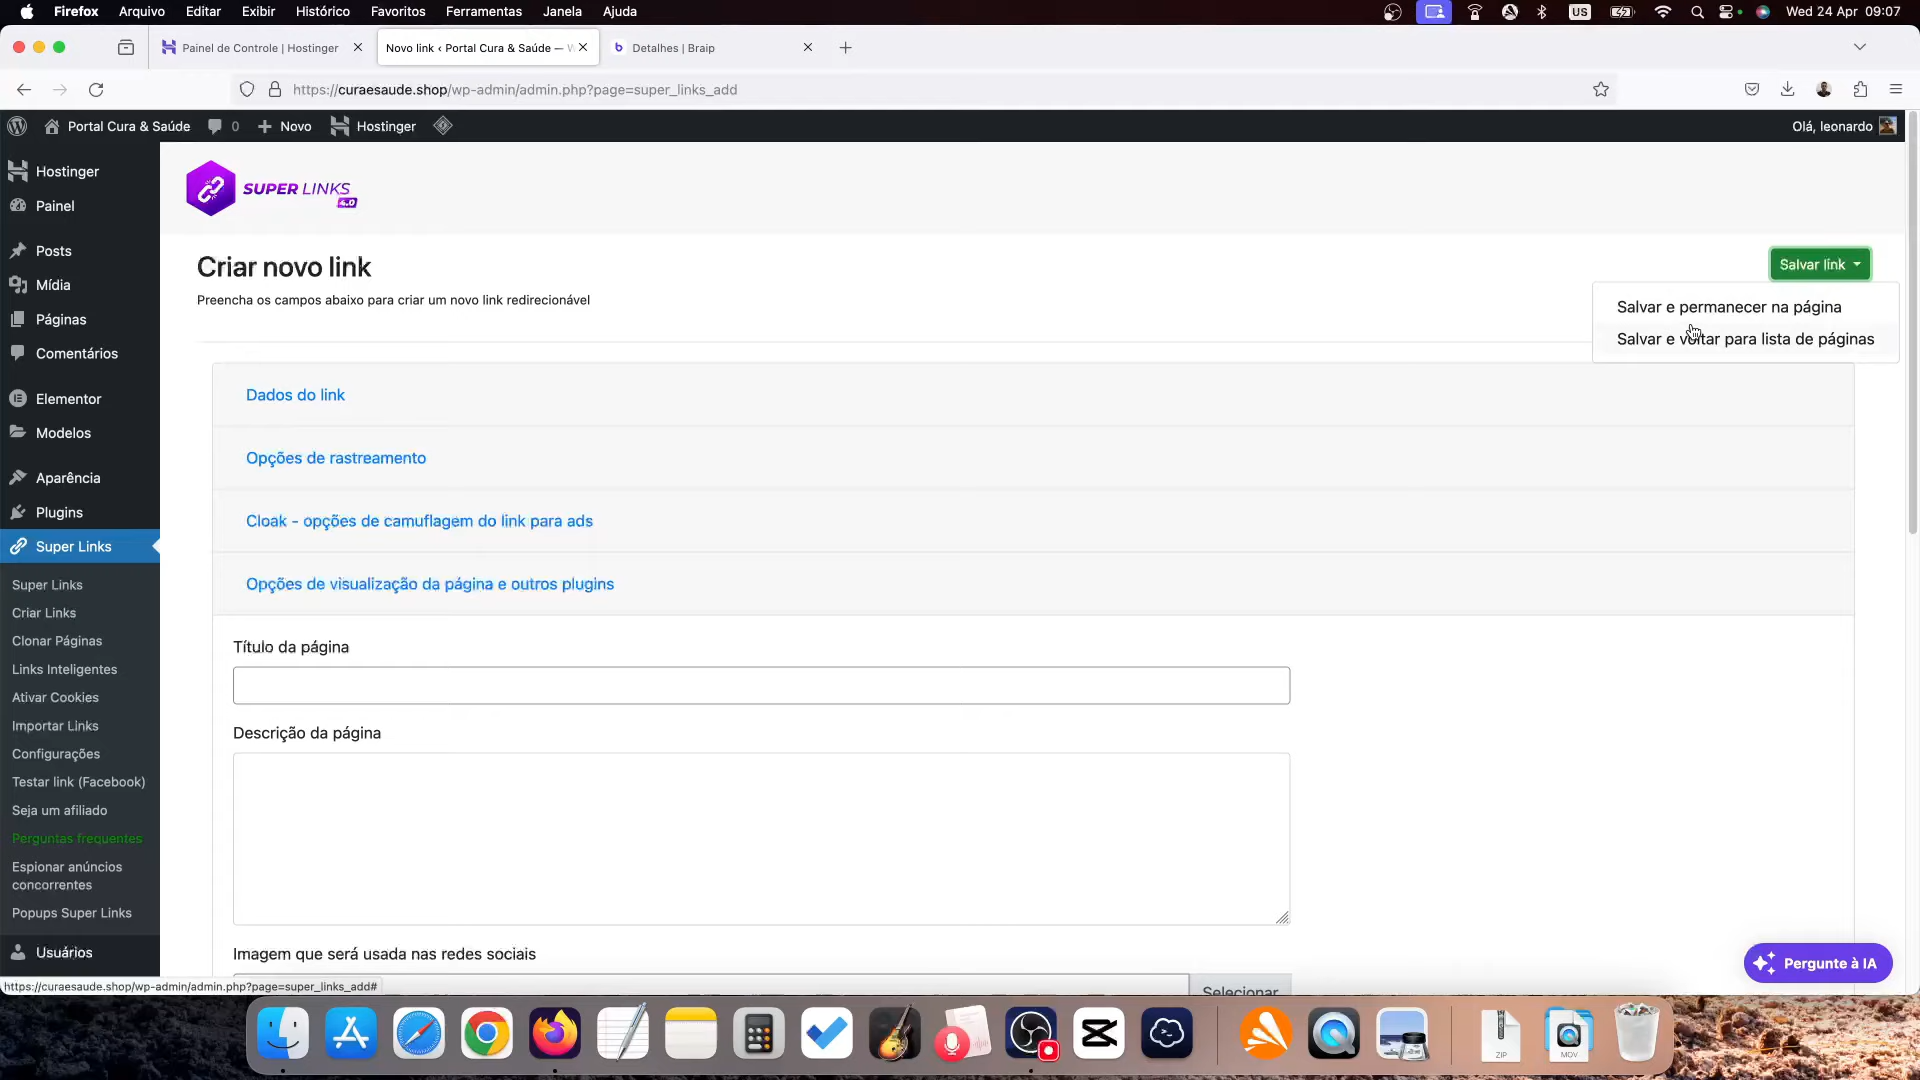 Firefox Arquivo Editar Exibir Histórico Favoritos Ferramentas Janela Ajuda US Wed 24 Apr 09:07
Painel de Controle | Hostinger
Novo link ‹ Portal Cura & Saúde — W
b Detalhes | Braip
https://curaesaude.shop/wp-admin/admin.php?page=super_links_add
Portal Cura & Saúde 0 Novo Hostinger Olá, leonardo
Hostinger
Painel
Posts
Mídia
Páginas
Comentários
Elementor
Modelos
Aparência
Plugins
Super Links
Super Links
Criar Links
Clonar Páginas
Links Inteligentes
Ativar Cookies
Importar Links
Configurações
Testar link (Facebook)
Seja um afiliado
Perguntas frequentes
Espionar anúncios
concorrentes
Popups Super Links
Usuários
SUPER LINKS
4.0
Criar novo link
Preencha os campos abaixo para criar um novo link redirecionável
Salvar link
Salvar e permanecer na página
Salvar e voltar para lista de páginas
Dados do link
Opções de rastreamento
Cloak - opções de camuflagem do link para ads
Opções de visualização da página e outros plugins
Título da página
Descrição da página
Imagem que será usada nas redes sociais
Selecionar
Pergunte à IA
https://curaesaude.shop/wp-admin/admin.php?page=super_links_add#
ZIP
MOV